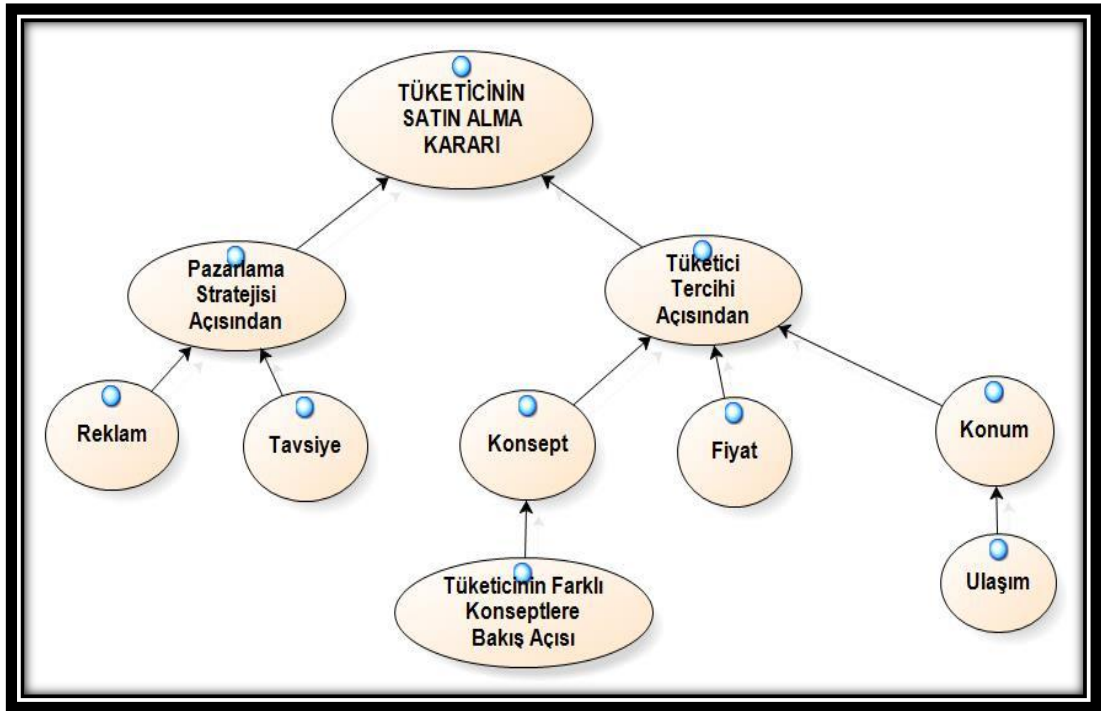 TÜKETİCİNİN
SATIN ALMA
KARARI
Pazarlama
Stratejisi
Açısından
Tüketici
Tercihi
Açısından
Reklam
Tavsiye
Konsept
Fiyat
Konum
Tüketicinin Farklı
Konseptlere
Bakış Açısı
Ulaşım